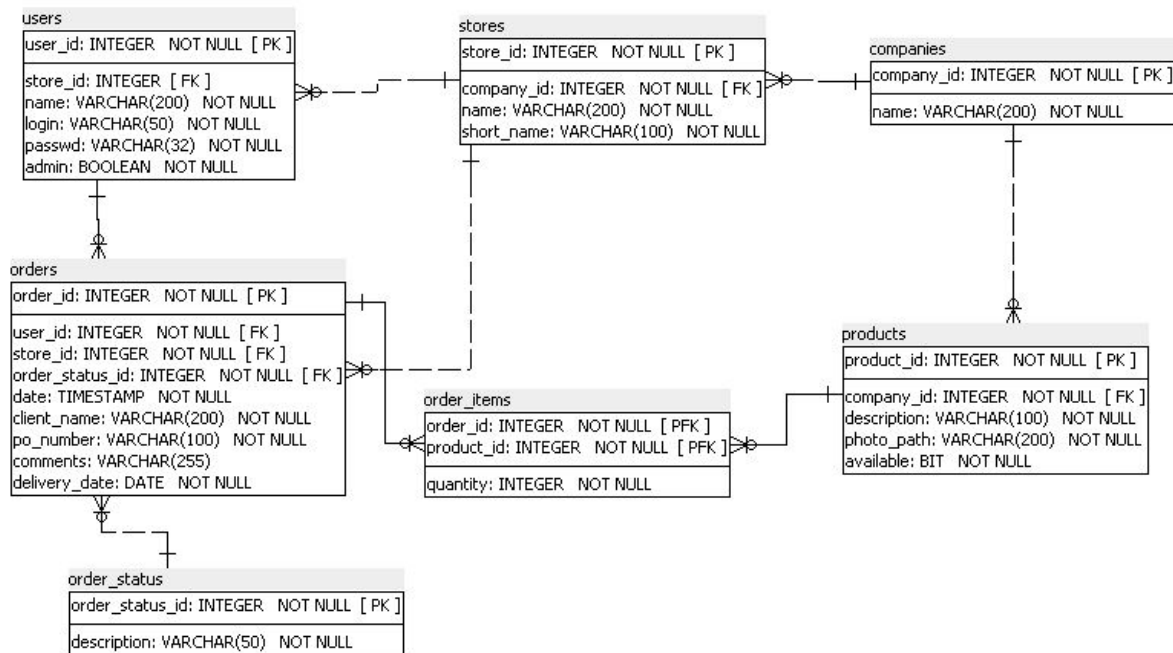 users
user_id: INTEGER NOT NULL [ PK ]
store_id: INTEGER [ FK ]
name: VARCHAR(200) NOT NULL
login: VARCHAR(50) NOT NULL
passwd: VARCHAR(32) NOT NULL
admin: BOOLEAN NOT NULL
stores
store_id: INTEGER NOT NULL [ PK ]
company_id: INTEGER NOT NULL [ FK ]
name: VARCHAR(200) NOT NULL
short_name: VARCHAR(100) NOT NULL
companies
company_id: INTEGER NOT NULL [ PK ]
name: VARCHAR(200) NOT NULL
orders
order_id: INTEGER NOT NULL [ PK ]
user_id: INTEGER NOT NULL [ FK ]
store_id: INTEGER NOT NULL [ FK ]
order_status_id: INTEGER NOT NULL [ FK ]
date: TIMESTAMP NOT NULL
client_name: VARCHAR(200) NOT NULL
po_number: VARCHAR(100) NOT NULL
comments: VARCHAR(255)
delivery_date: DATE NOT NULL
order_items
order_id: INTEGER NOT NULL [ PFK ]
product_id: INTEGER NOT NULL [ PFK ]
quantity: INTEGER NOT NULL
products
product_id: INTEGER NOT NULL [ PK ]
company_id: INTEGER NOT NULL [ FK ]
description: VARCHAR(100) NOT NULL
photo_path: VARCHAR(200) NOT NULL
available: BIT NOT NULL
order_status
order_status_id: INTEGER NOT NULL [ PK ]
description: VARCHAR(50) NOT NULL